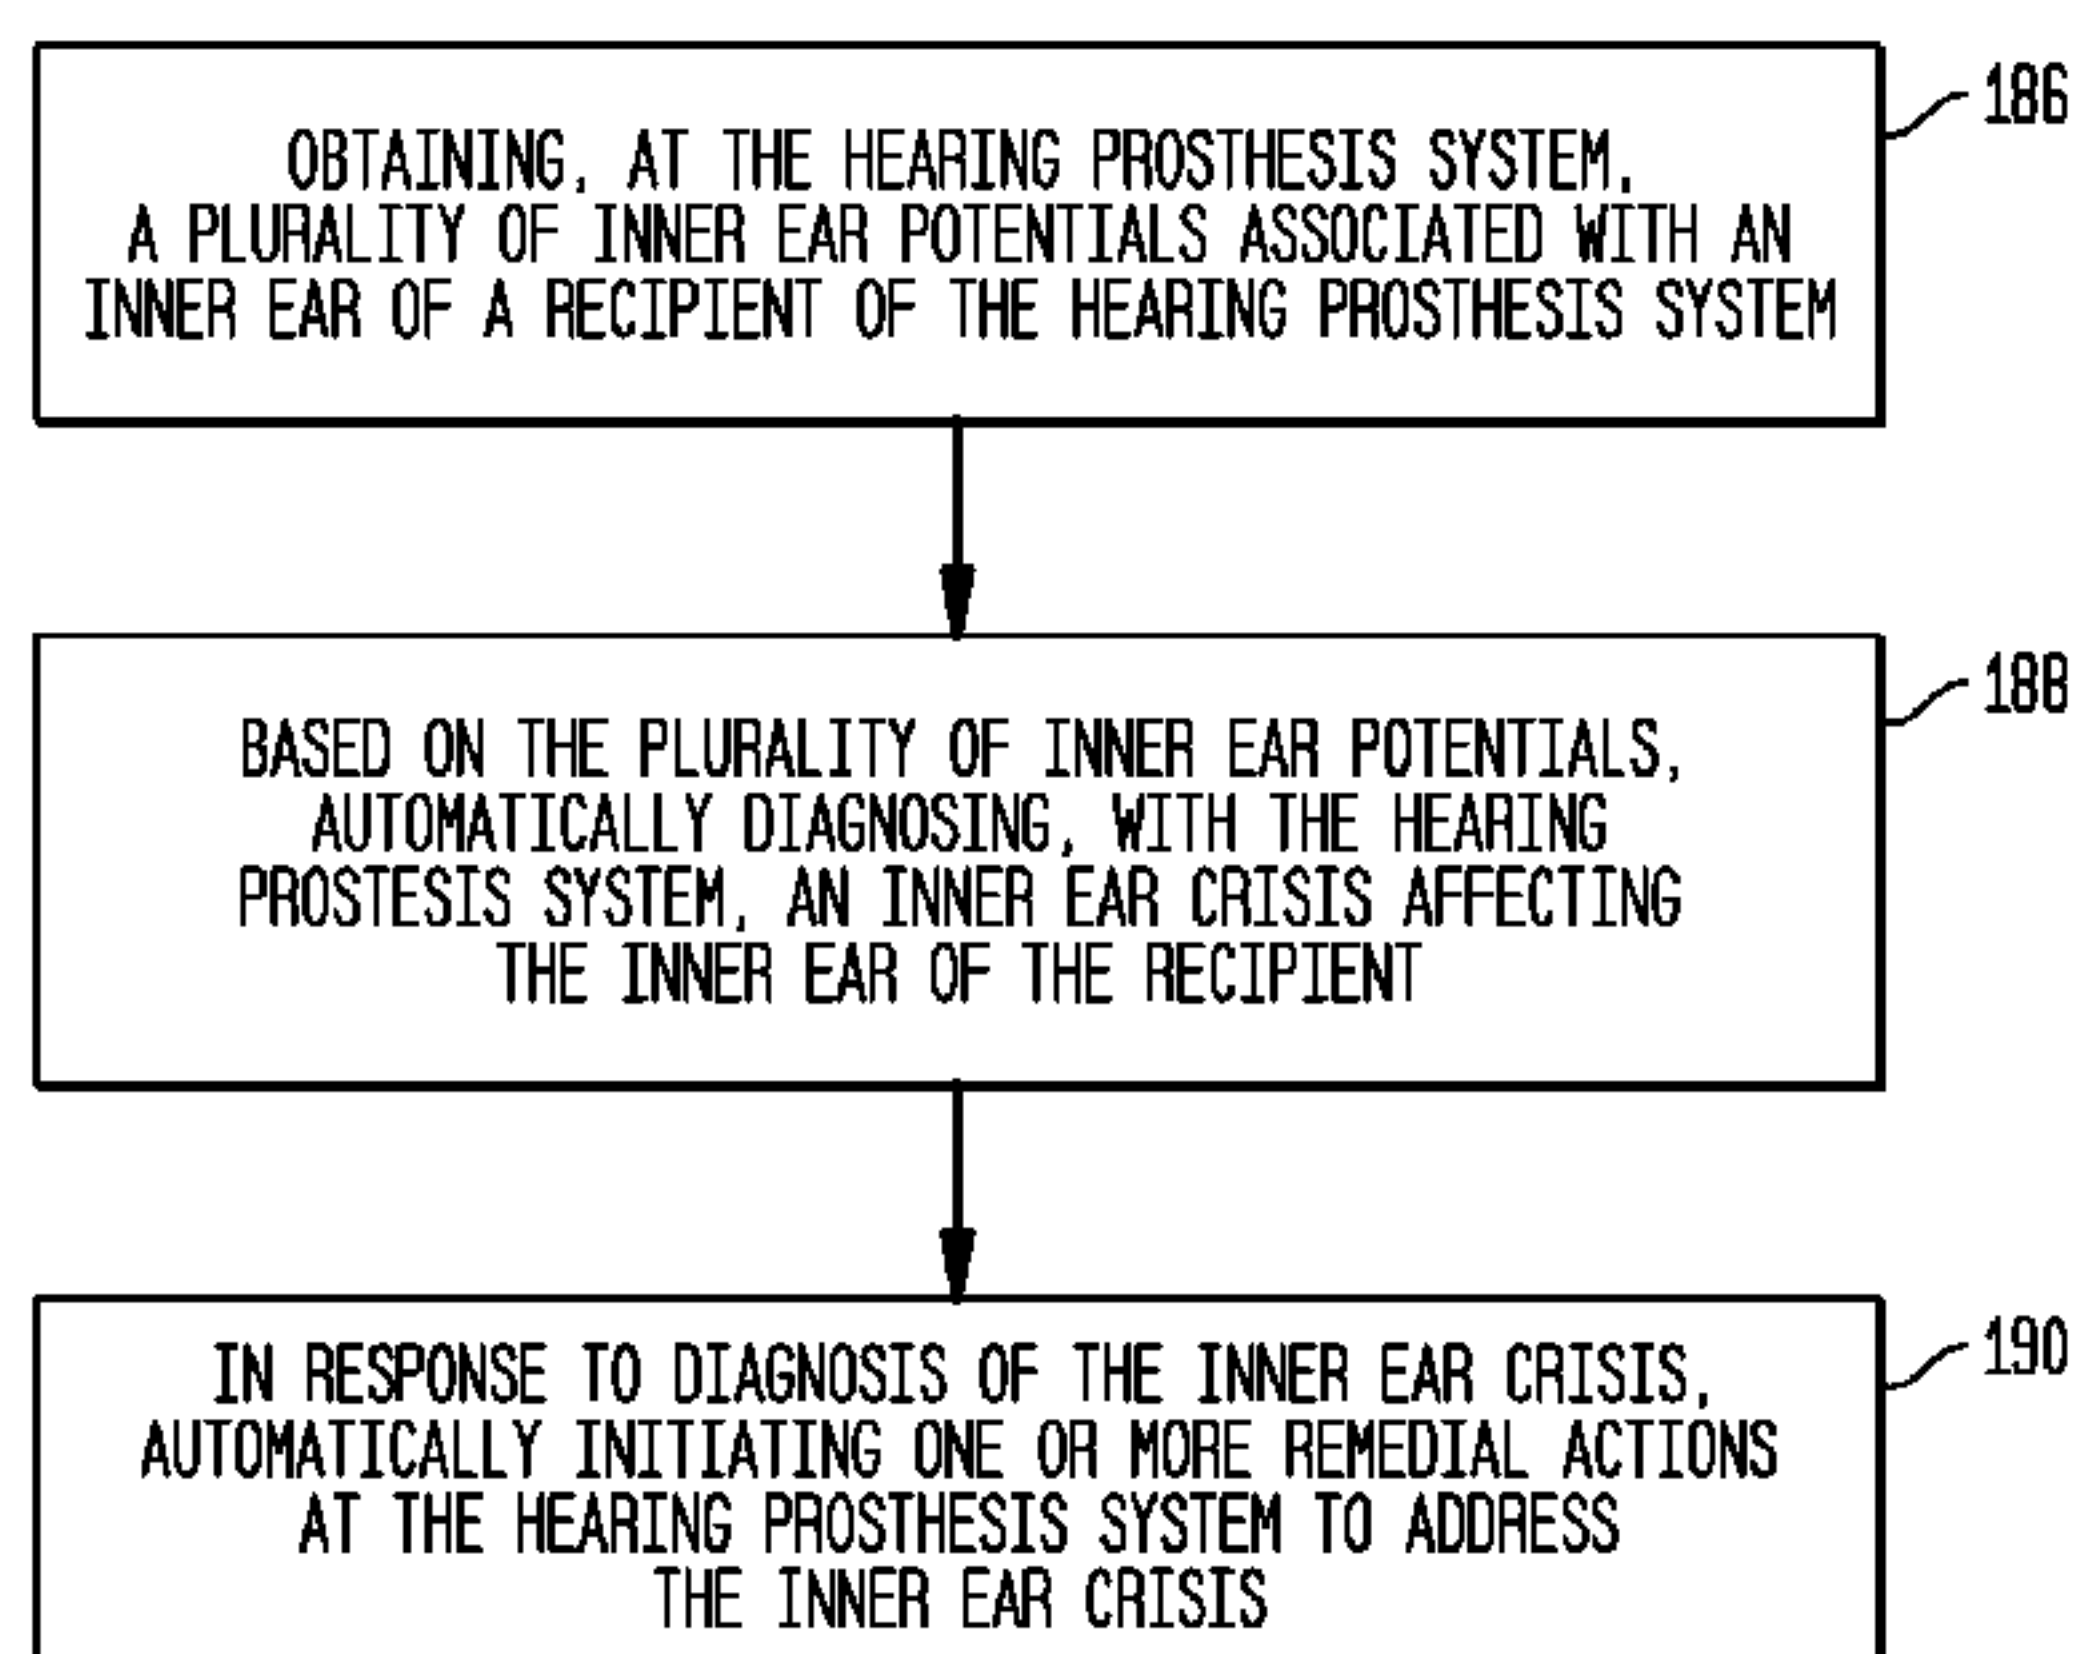 186
OBTAINING, AT THE HEARING PROSTHESIS SYSTEM,
A PLURALITY OF INNER EAR POTENTIALS ASSOCIATED WITH AN
INNER EAR OF A RECIPIENT OF THE HEARING PROSTHESIS SYSTEM
188
BASED ON THE PLURALITY OF INNER EAR POTENTIALS,
AUTOMATICALLY DIAGNOSING, WITH THE HEARING
PROSTESIS SYSTEM, AN INNER EAR CRISIS AFFECTING
THE INNER EAR OF THE RECIPIENT
190
IN RESPONSE TO DIAGNOSIS OF THE INNER EAR CRISIS,
AUTOMATICALLY INITIATING ONE OR MORE REMEDIAL ACTIONS
AT THE HEARING PROSTHESIS SYSTEM TO ADDRESS
THE INNER EAR CRISIS